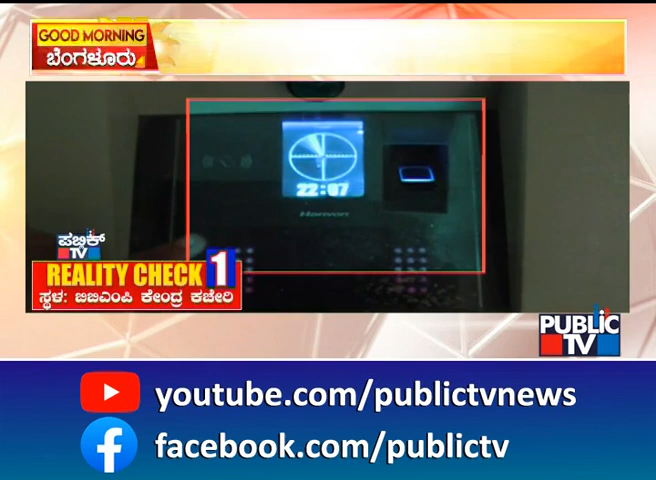 GOOD MORNING
ಬೆಂಗಳೂರು
22:07
Hanvon
ಪಬ್ಲಿಕ್
TV
REALITY CHECK 1
ಸ್ಥಳ: ಬಿಬಿಎಂಪಿ ಕೇಂದ್ರ ಕಚೇರಿ
PUBLIC
TV
youtube.com/publictvnews
facebook.com/publictv